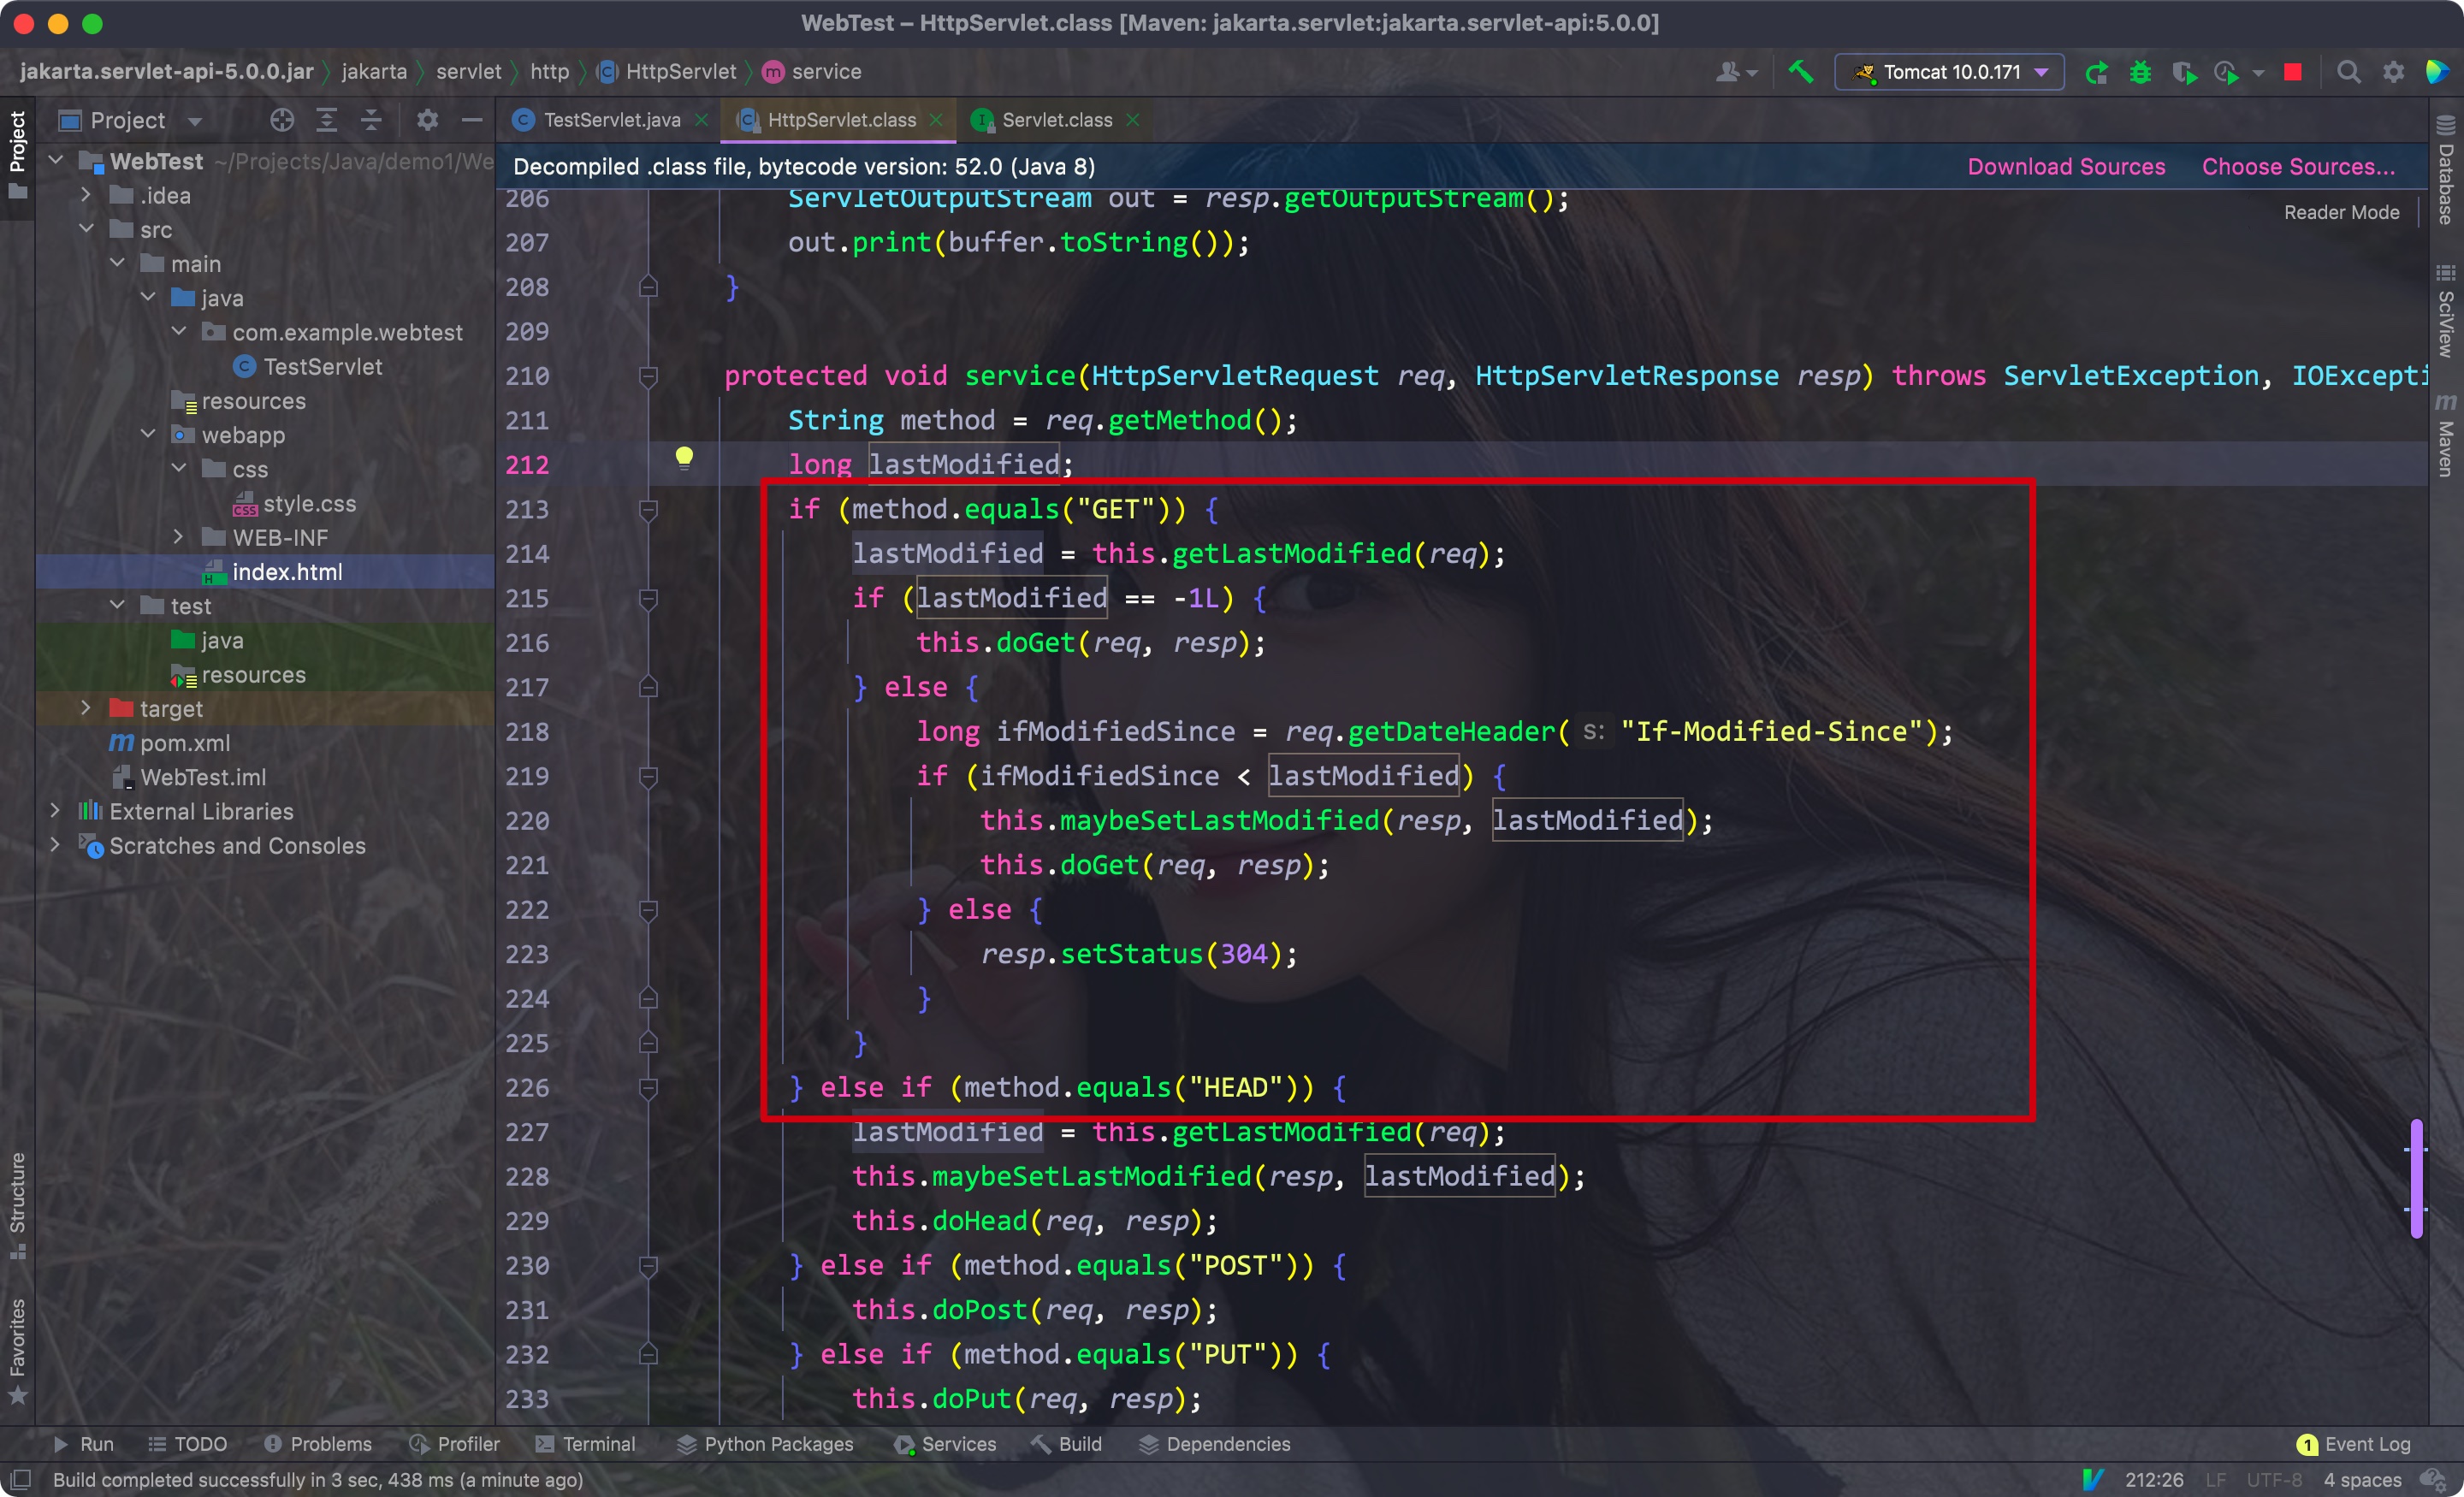 WebTest – HttpServlet.class [Maven: jakarta.servlet:jakarta.servlet-api:5.0.0]
jakarta.servlet-api-5.0.0.jar jakarta servlet http HttpServlet service
Tomcat 10.0.171
Project
Project
TestServlet.java HttpServlet.class Servlet.class
WebTest ~/Projects/Java/demo1/We
.idea
src
main
java
com.example.webtest
TestServlet
resources
webapp
css
style.css
WEB-INF
index.html
test
java
resources
target
pom.xml
WebTest.iml
External Libraries
Scratches and Consoles
Structure
Favorites
Decompiled .class file, bytecode version: 52.0 (Java 8) Download Sources Choose Sources...
Reader Mode
206 ServletOutputStream out = resp.getOutputStream();
207 out.print(buffer.toString());
208 }
209
210 protected void service(HttpServletRequest req, HttpServletResponse resp) throws ServletException, IOExcepti
211 String method = req.getMethod();
212 long lastModified;
213 if (method.equals("GET")) {
214 lastModified = this.getLastModified(req);
215 if (lastModified == -1L) {
216 this.doGet(req, resp);
217 } else {
218 long ifModifiedSince = req.getDateHeader( s: "If-Modified-Since");
219 if (ifModifiedSince < lastModified) {
220 this.maybeSetLastModified(resp, lastModified);
221 this.doGet(req, resp);
222 } else {
223 resp.setStatus(304);
224 }
225 }
226 } else if (method.equals("HEAD")) {
227 lastModified = this.getLastModified(req);
228 this.maybeSetLastModified(resp, lastModified);
229 this.doHead(req, resp);
230 } else if (method.equals("POST")) {
231 this.doPost(req, resp);
232 } else if (method.equals("PUT")) {
233 this.doPut(req, resp);
Database
SciView
Maven
Run TODO Problems Profiler Terminal Python Packages Services Build Dependencies 1 Event Log
Build completed successfully in 3 sec, 438 ms (a minute ago) 212:26 LF UTF-8 4 spaces